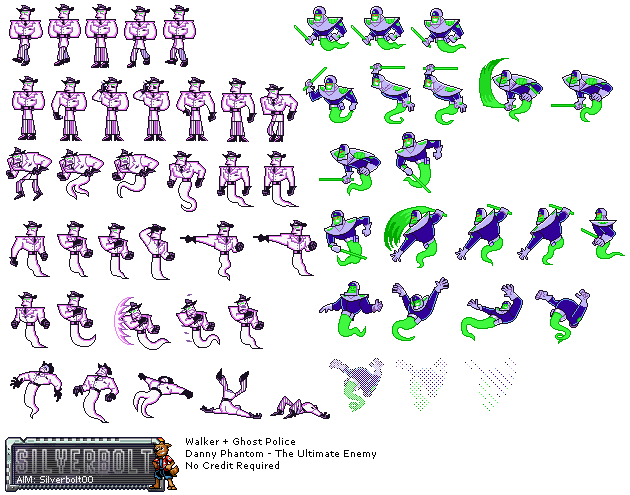 SILVERBOLT
AIM: Silverbolt00
Walker + Ghost Police
Danny Phantom - The Ultimate Enemy
No Credit Required